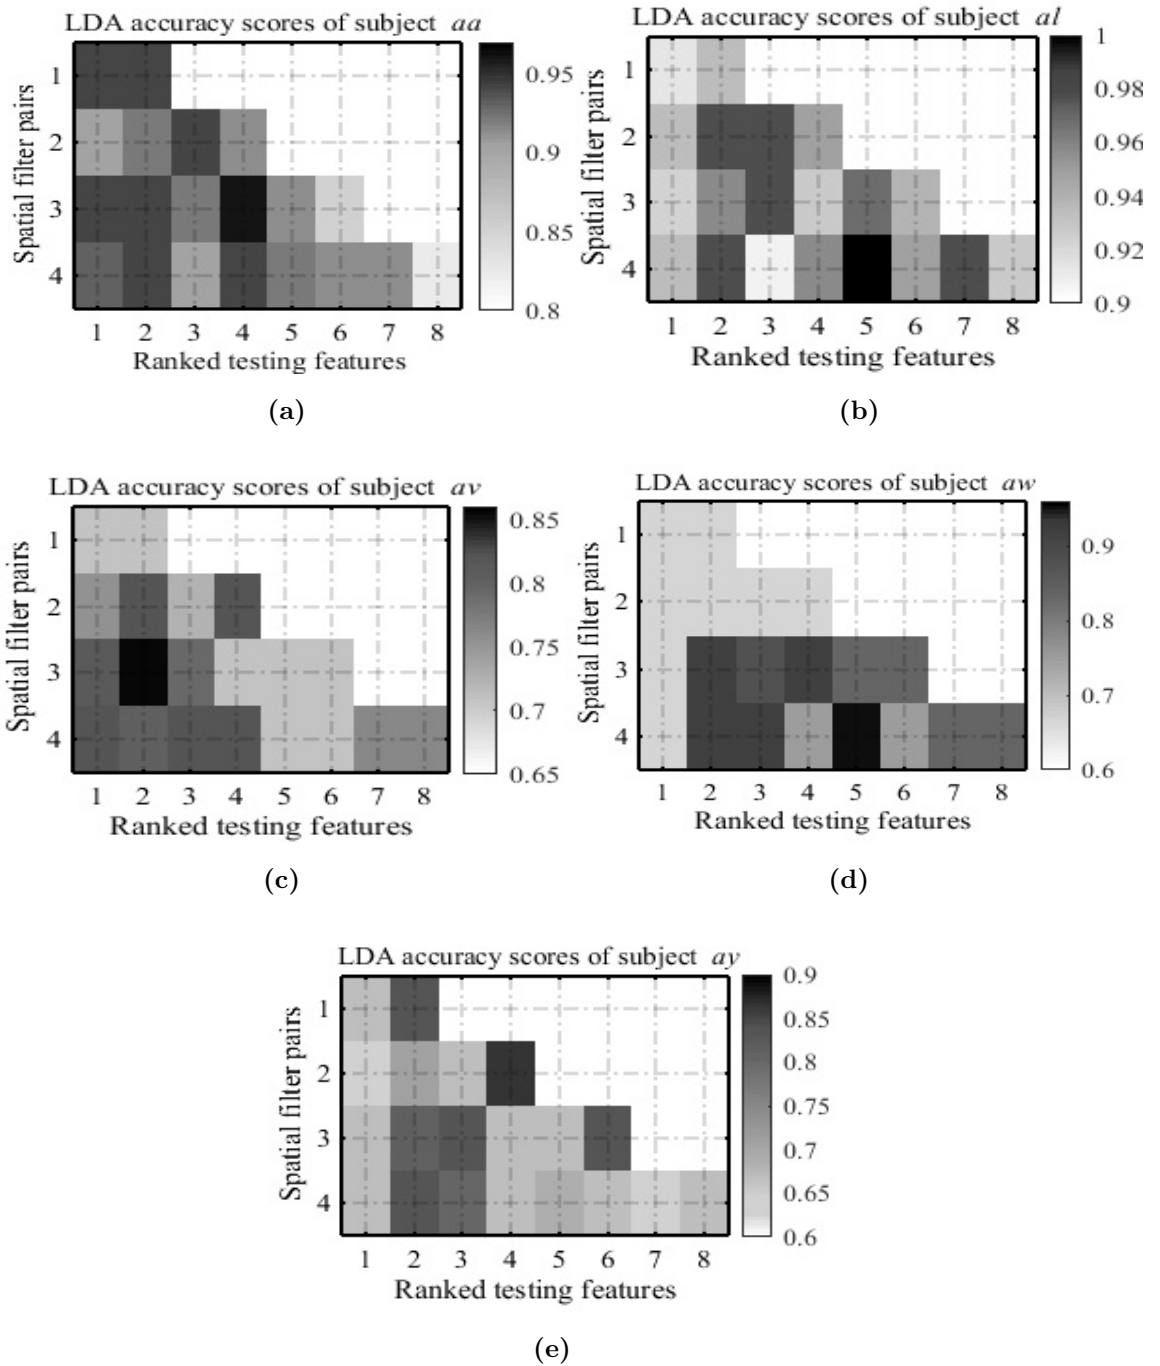 LDA accuracy scores of subject aa
Spatial filter pairs
1
2
3
4
1 2 3 4 5 6 7 8
Ranked testing features
0.95
0.9
0.85
0.8
(a)
LDA accuracy scores of subject al
Spatial filter pairs
1
2
3
4
1 2 3 4 5 6 7 8
Ranked testing features
1
0.98
0.96
0.94
0.92
0.9
(b)
LDA accuracy scores of subject av
Spatial filter pairs
1
2
3
4
1 2 3 4 5 6 7 8
Ranked testing features
0.85
0.8
0.75
0.7
0.65
(c)
LDA accuracy scores of subject aw
Spatial filter pairs
1
2
3
4
1 2 3 4 5 6 7 8
Ranked testing features
0.9
0.8
0.7
0.6
(d)
LDA accuracy scores of subject ay
Spatial filter pairs
1
2
3
4
1 2 3 4 5 6 7 8
Ranked testing features
0.9
0.85
0.8
0.75
0.7
0.65
0.6
(e)